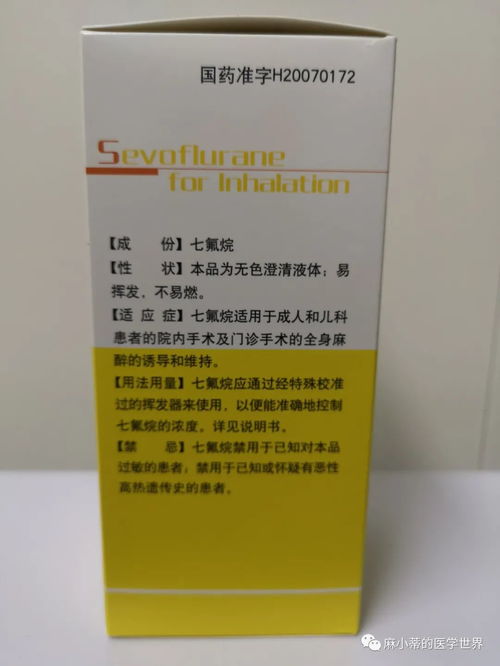 国药准字H20070172
Sevoflurane
for Inhalation
【成　份】七氟烷
【性　状】本品为无色澄清液体；易
挥发，不易燃。
【适 应 症】七氟烷适用于成人和儿科
患者的院内手术及门诊手术的全身麻
醉的诱导和维持。
【用法用量】七氟烷应通过经特殊校准
过的挥发器来使用，以便能准确地控制
七氟烷的浓度。详见说明书。
【禁　忌】七氟烷禁用于已知对本品
过敏的患者；禁用于已知或怀疑有恶性
高热遗传史的患者。
麻小蒂的医学世界